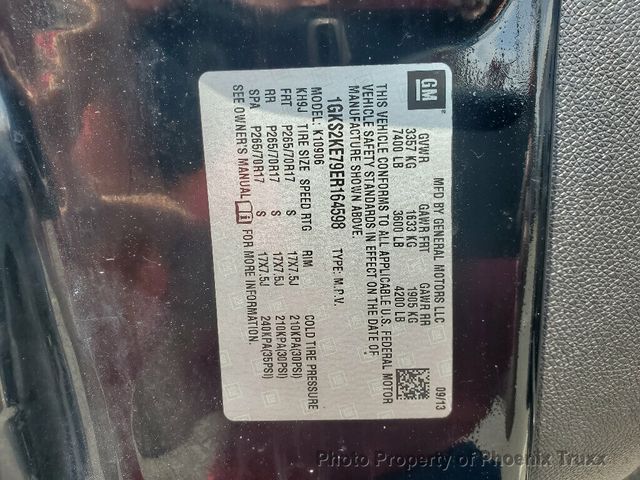 GM
MFD BY GENERAL MOTORS LLC 09/13
GVWR GAWR FRT GAWR RR
3357 KG 1633 KG 1905 KG
7400 LB 3600 LB 4200 LB
THIS VEHICLE CONFORMS TO ALL APPLICABLE U.S. FEDERAL MOTOR
VEHICLE SAFETY STANDARDS IN EFFECT ON THE DATE OF
MANUFACTURE SHOWN ABOVE.
1GKS2KE79ER164598 TYPE: M.P.V.
MODEL: K10906
KH9J TIRE SIZE SPEED RTG RIM COLD TIRE PRESSURE
FRT P265/70R17 S 17X7.5J 210KPA(30PSI)
RR P265/70R17 S 17X7.5J 210KPA(30PSI)
SPA P265/70R17 S 17X7.5J 240KPA(35PSI)
SEE OWNER'S MANUAL FOR MORE INFORMATION
Photo Property of Phoenix Truxx